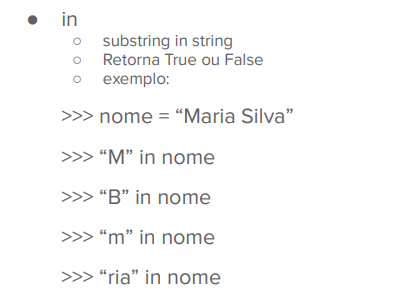 ● in
○ substring in string
○ Retorna True ou False
○ exemplo:
>>> nome = “Maria Silva”
>>> “M” in nome
>>> “B” in nome
>>> “m” in nome
>>> “ria” in nome